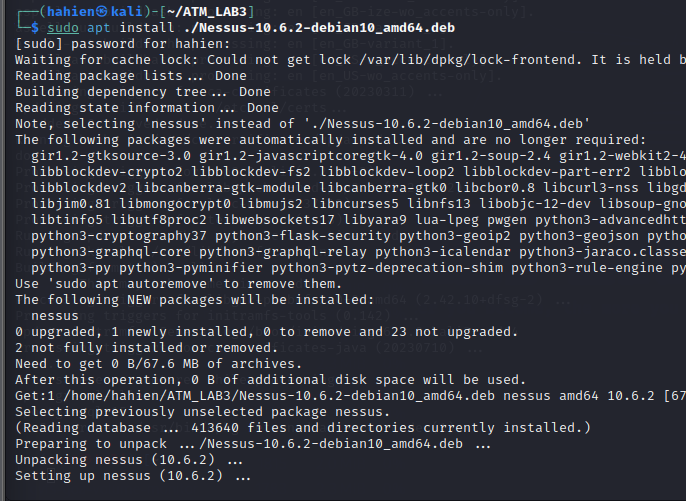 (hahien㉿kali)-[~/ATM_LAB3]
$ sudo apt install ./Nessus-10.6.2-debian10_amd64.deb
[sudo] password for hahien:
Waiting for cache lock: Could not get lock /var/lib/dpkg/lock-frontend. It is held b
Reading package lists... Done
Building dependency tree... Done
Reading state information... Done
Note, selecting 'nessus' instead of './Nessus-10.6.2-debian10_amd64.deb'
The following packages were automatically installed and are no longer required:
gir1.2-gtksource-3.0 gir1.2-javascriptcoregtk-4.0 gir1.2-soup-2.4 gir1.2-webkit2-4
libblockdev-crypto2 libblockdev-fs2 libblockdev-loop2 libblockdev-part-err2 libblo
libblockdev2 libcanberra-gtk-module libcanberra-gtk0 libcbor0.8 libcurl3-nss libgd
libjim0.81 libmongocrypt0 libmujs2 libncurses5 libnfs13 libobjc-12-dev libsoup-gno
libtinfo5 libutf8proc2 libwebsockets17 libyara9 lua-lpeg pwgen python3-advancedhtt
python3-cryptography37 python3-flask-security python3-geoip2 python3-geojson python
python3-graphql-core python3-graphql-relay python3-icalendar python3-jaraco.classe
python3-py python3-pyminifier python3-pytz-deprecation-shim python3-rule-engine py
Use 'sudo apt autoremove' to remove them.
The following NEW packages will be installed:
nessus
0 upgraded, 1 newly installed, 0 to remove and 23 not upgraded.
2 not fully installed or removed.
Need to get 0 B/67.6 MB of archives.
After this operation, 0 B of additional disk space will be used.
Get:1 /home/hahien/ATM_LAB3/Nessus-10.6.2-debian10_amd64.deb nessus amd64 10.6.2 [67
Selecting previously unselected package nessus.
(Reading database ... 413640 files and directories currently installed.)
Preparing to unpack .../Nessus-10.6.2-debian10_amd64.deb ...
Unpacking nessus (10.6.2) ...
Setting up nessus (10.6.2) ...